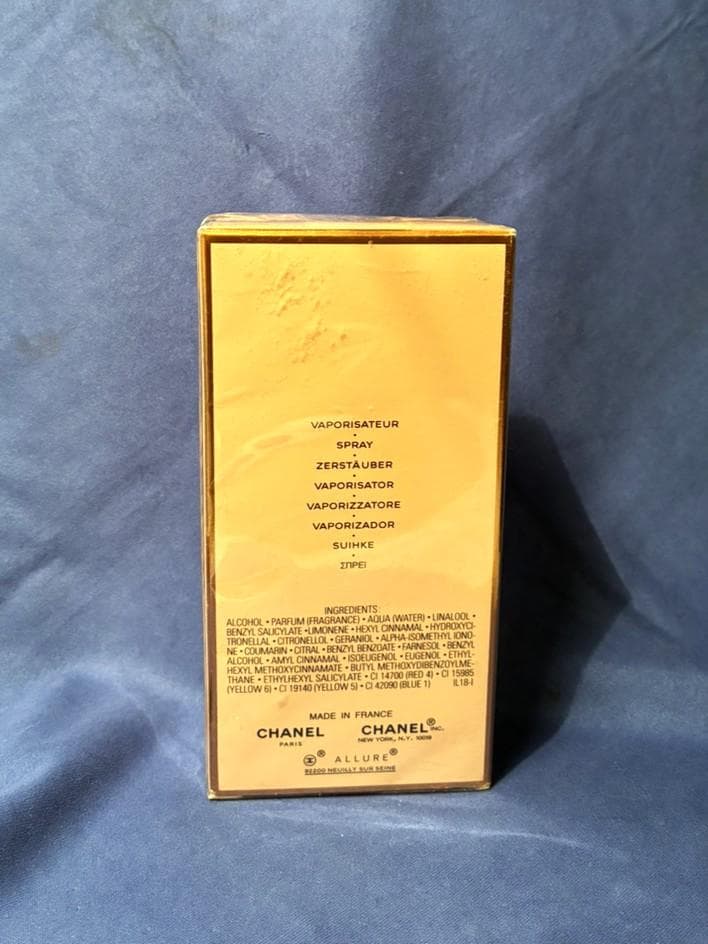 VAPORISATEUR
•
SPRAY
•
ZERSTÄUBER
•
VAPORISATOR
•
VAPORIZZATORE
•
VAPORIZADOR
•
SUIHKE
•
ΣΠΡΕΪ
INGREDIENTS:
ALCOHOL • PARFUM (FRAGRANCE) • AQUA (WATER) • LINALOOL •
BENZYL SALICYLATE • LIMONENE • HEXYL CINNAMAL • HYDROXYCI-
TRONELLAL • CITRONELLOL • GERANIOL • ALPHA-ISOMETHYL IONO-
NE • COUMARIN • CITRAL • BENZYL BENZOATE • FARNESOL • BENZYL
ALCOHOL • AMYL CINNAMAL • ISOEUGENOL • EUGENOL • ETHYL-
HEXYL METHOXYCINNAMATE • BUTYL METHOXYDIBENZOYLME-
THANE • ETHYLHEXYL SALICYLATE • CI 14700 (RED 4) • CI 15985
(YELLOW 6) • CI 19140 (YELLOW 5) • CI 42090 (BLUE 1) IL18-I
MADE IN FRANCE
CHANEL CHANEL® INC.
PARIS NEW YORK, N.Y. 10019
® ALLURE®
92200 NEUILLY SUR SEINE